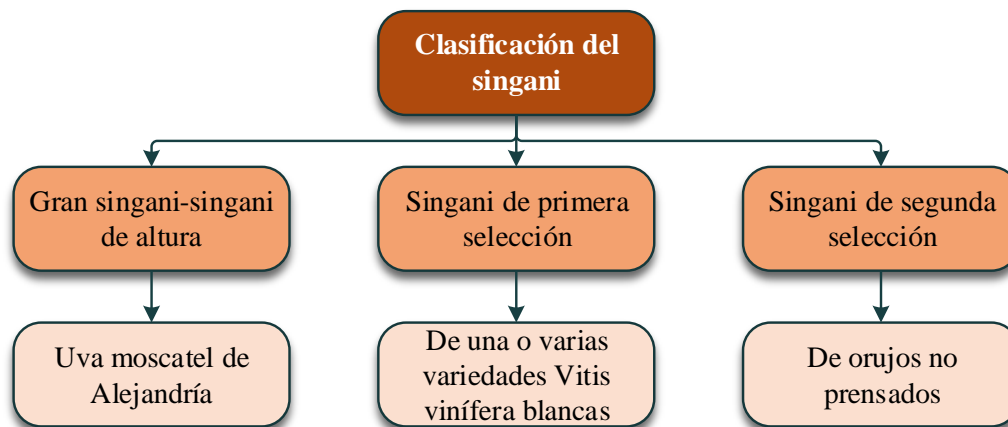 Clasificación del
singani
Gran singani-singani
de altura
Singani de primera
selección
Singani de segunda
selección
Uva moscatel de
Alejandría
De una o varias
variedades Vitis
vinífera blancas
De orujos no
prensados